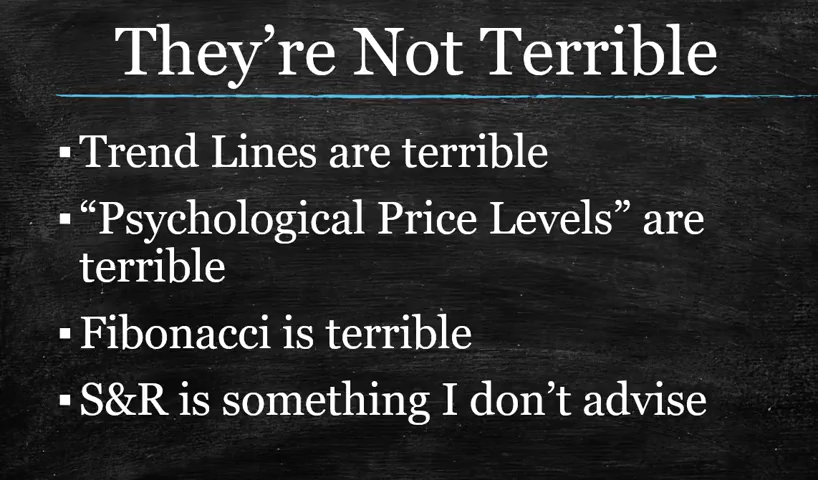 They’re Not Terrible
▪Trend Lines are terrible
▪“Psychological Price Levels” are
terrible
▪Fibonacci is terrible
▪S&R is something I don’t advise